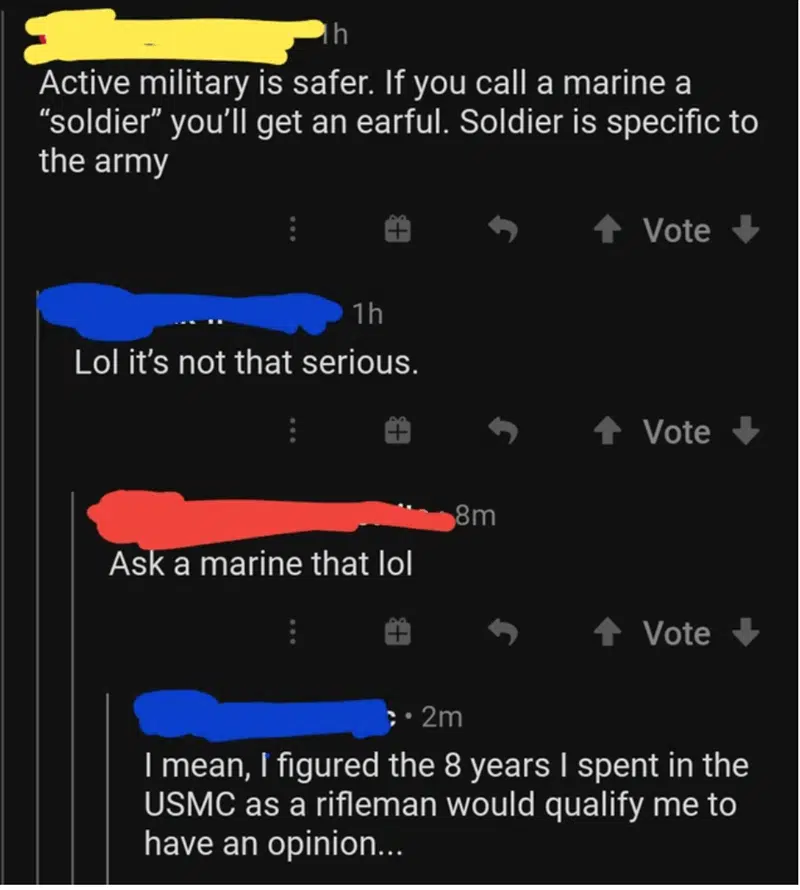 1h
Active military is safer. If you call a marine a
“soldier” you’ll get an earful. Soldier is specific to
the army
Vote
1h
Lol it’s not that serious.
Vote
8m
Ask a marine that lol
Vote
• 2m
I mean, I figured the 8 years I spent in the
USMC as a rifleman would qualify me to
have an opinion...